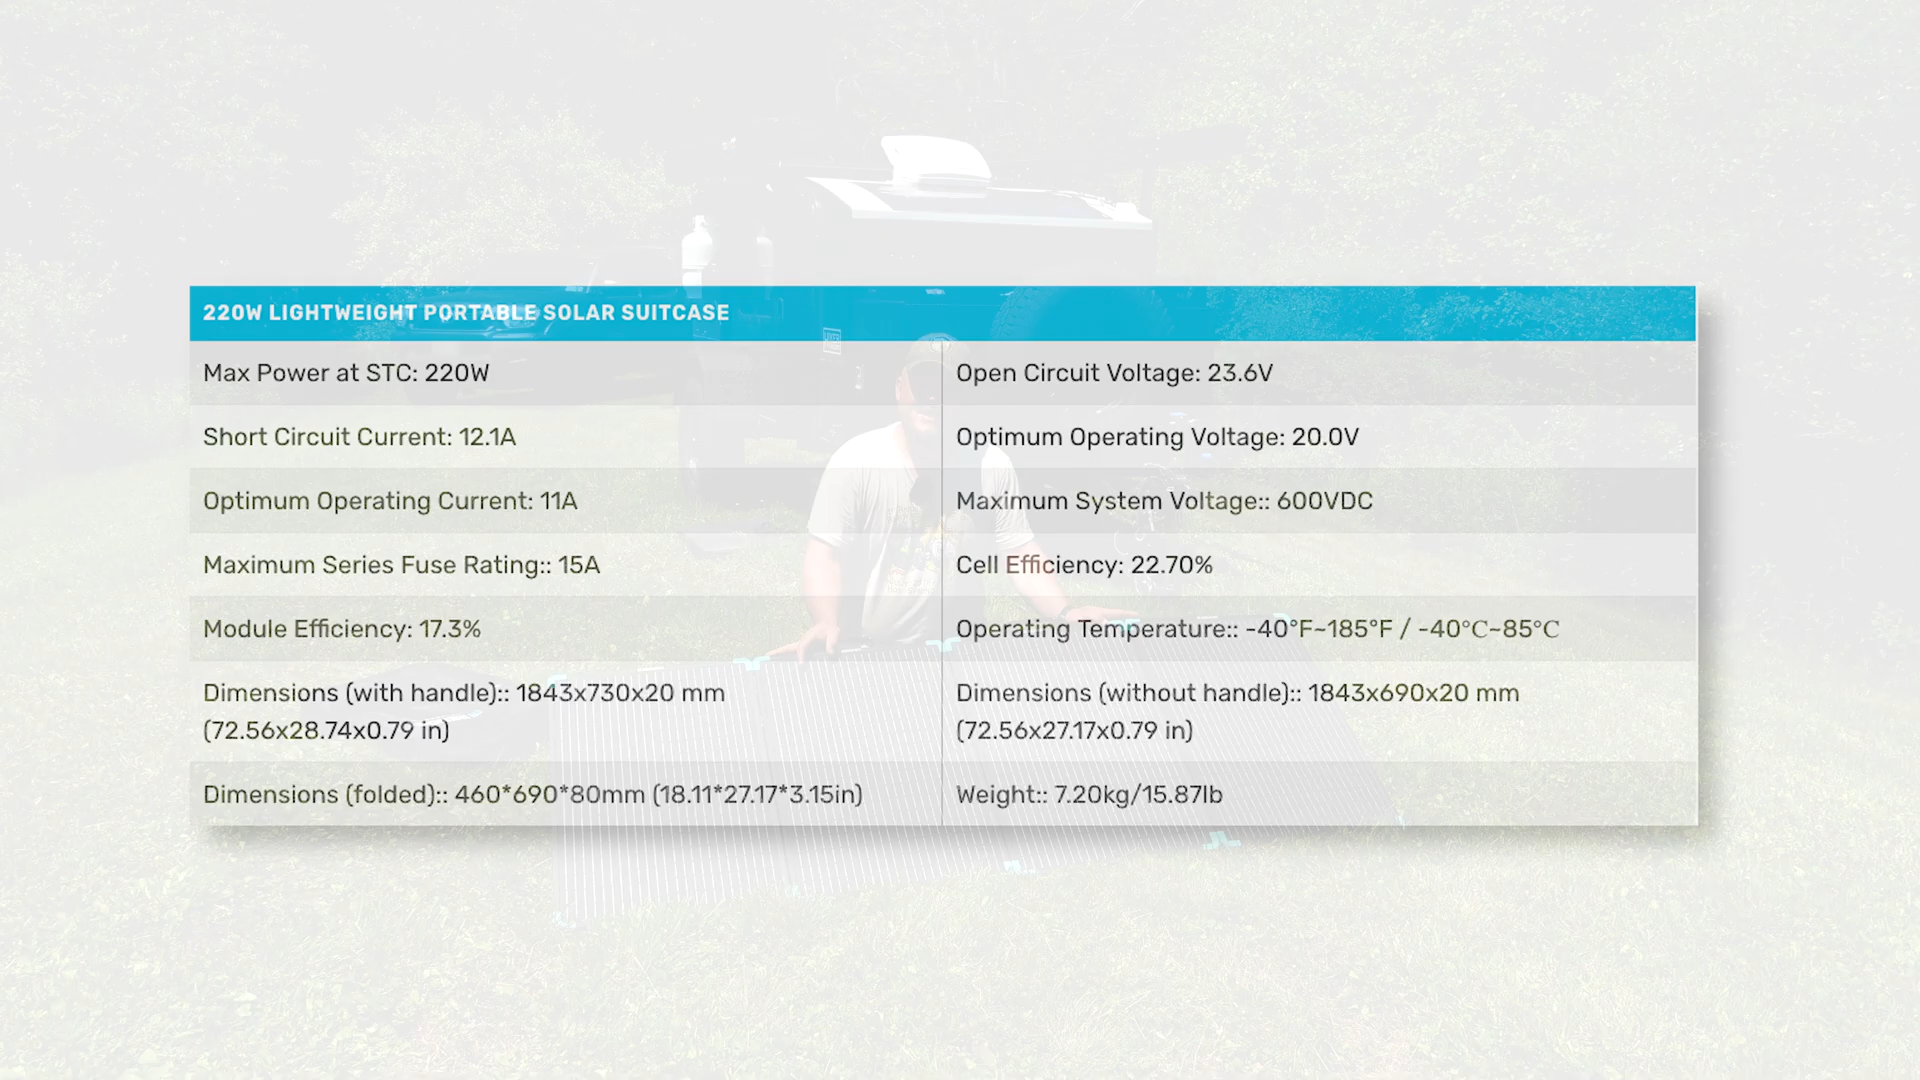 220W LIGHTWEIGHT PORTABLE SOLAR SUITCASE
Max Power at STC: 220W
Open Circuit Voltage: 23.6V
Short Circuit Current: 12.1A
Optimum Operating Voltage: 20.0V
Optimum Operating Current: 11A
Maximum System Voltage:: 600VDC
Maximum Series Fuse Rating:: 15A
Cell Efficiency: 22.70%
Module Efficiency: 17.3%
Operating Temperature:: -40°F~185°F / -40°C~85°C
Dimensions (with handle):: 1843x730x20 mm
(72.56x28.74x0.79 in)
Dimensions (without handle):: 1843x690x20 mm
(72.56x27.17x0.79 in)
Dimensions (folded):: 460*690*80mm (18.11*27.17*3.15in)
Weight:: 7.20kg/15.87lb